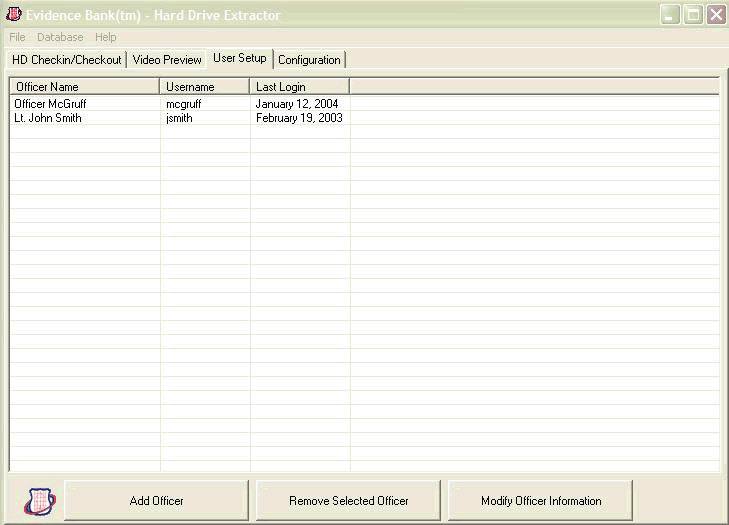 Evidence Bank(tm) - Hard Drive Extractor
File Database Help
HD Checkin/Checkout Video Preview User Setup Configuration
Officer Name Username Last Login
Officer McGruff mcgruff January 12, 2004
Lt. John Smith jsmith February 19, 2003
Add Officer Remove Selected Officer Modify Officer Information